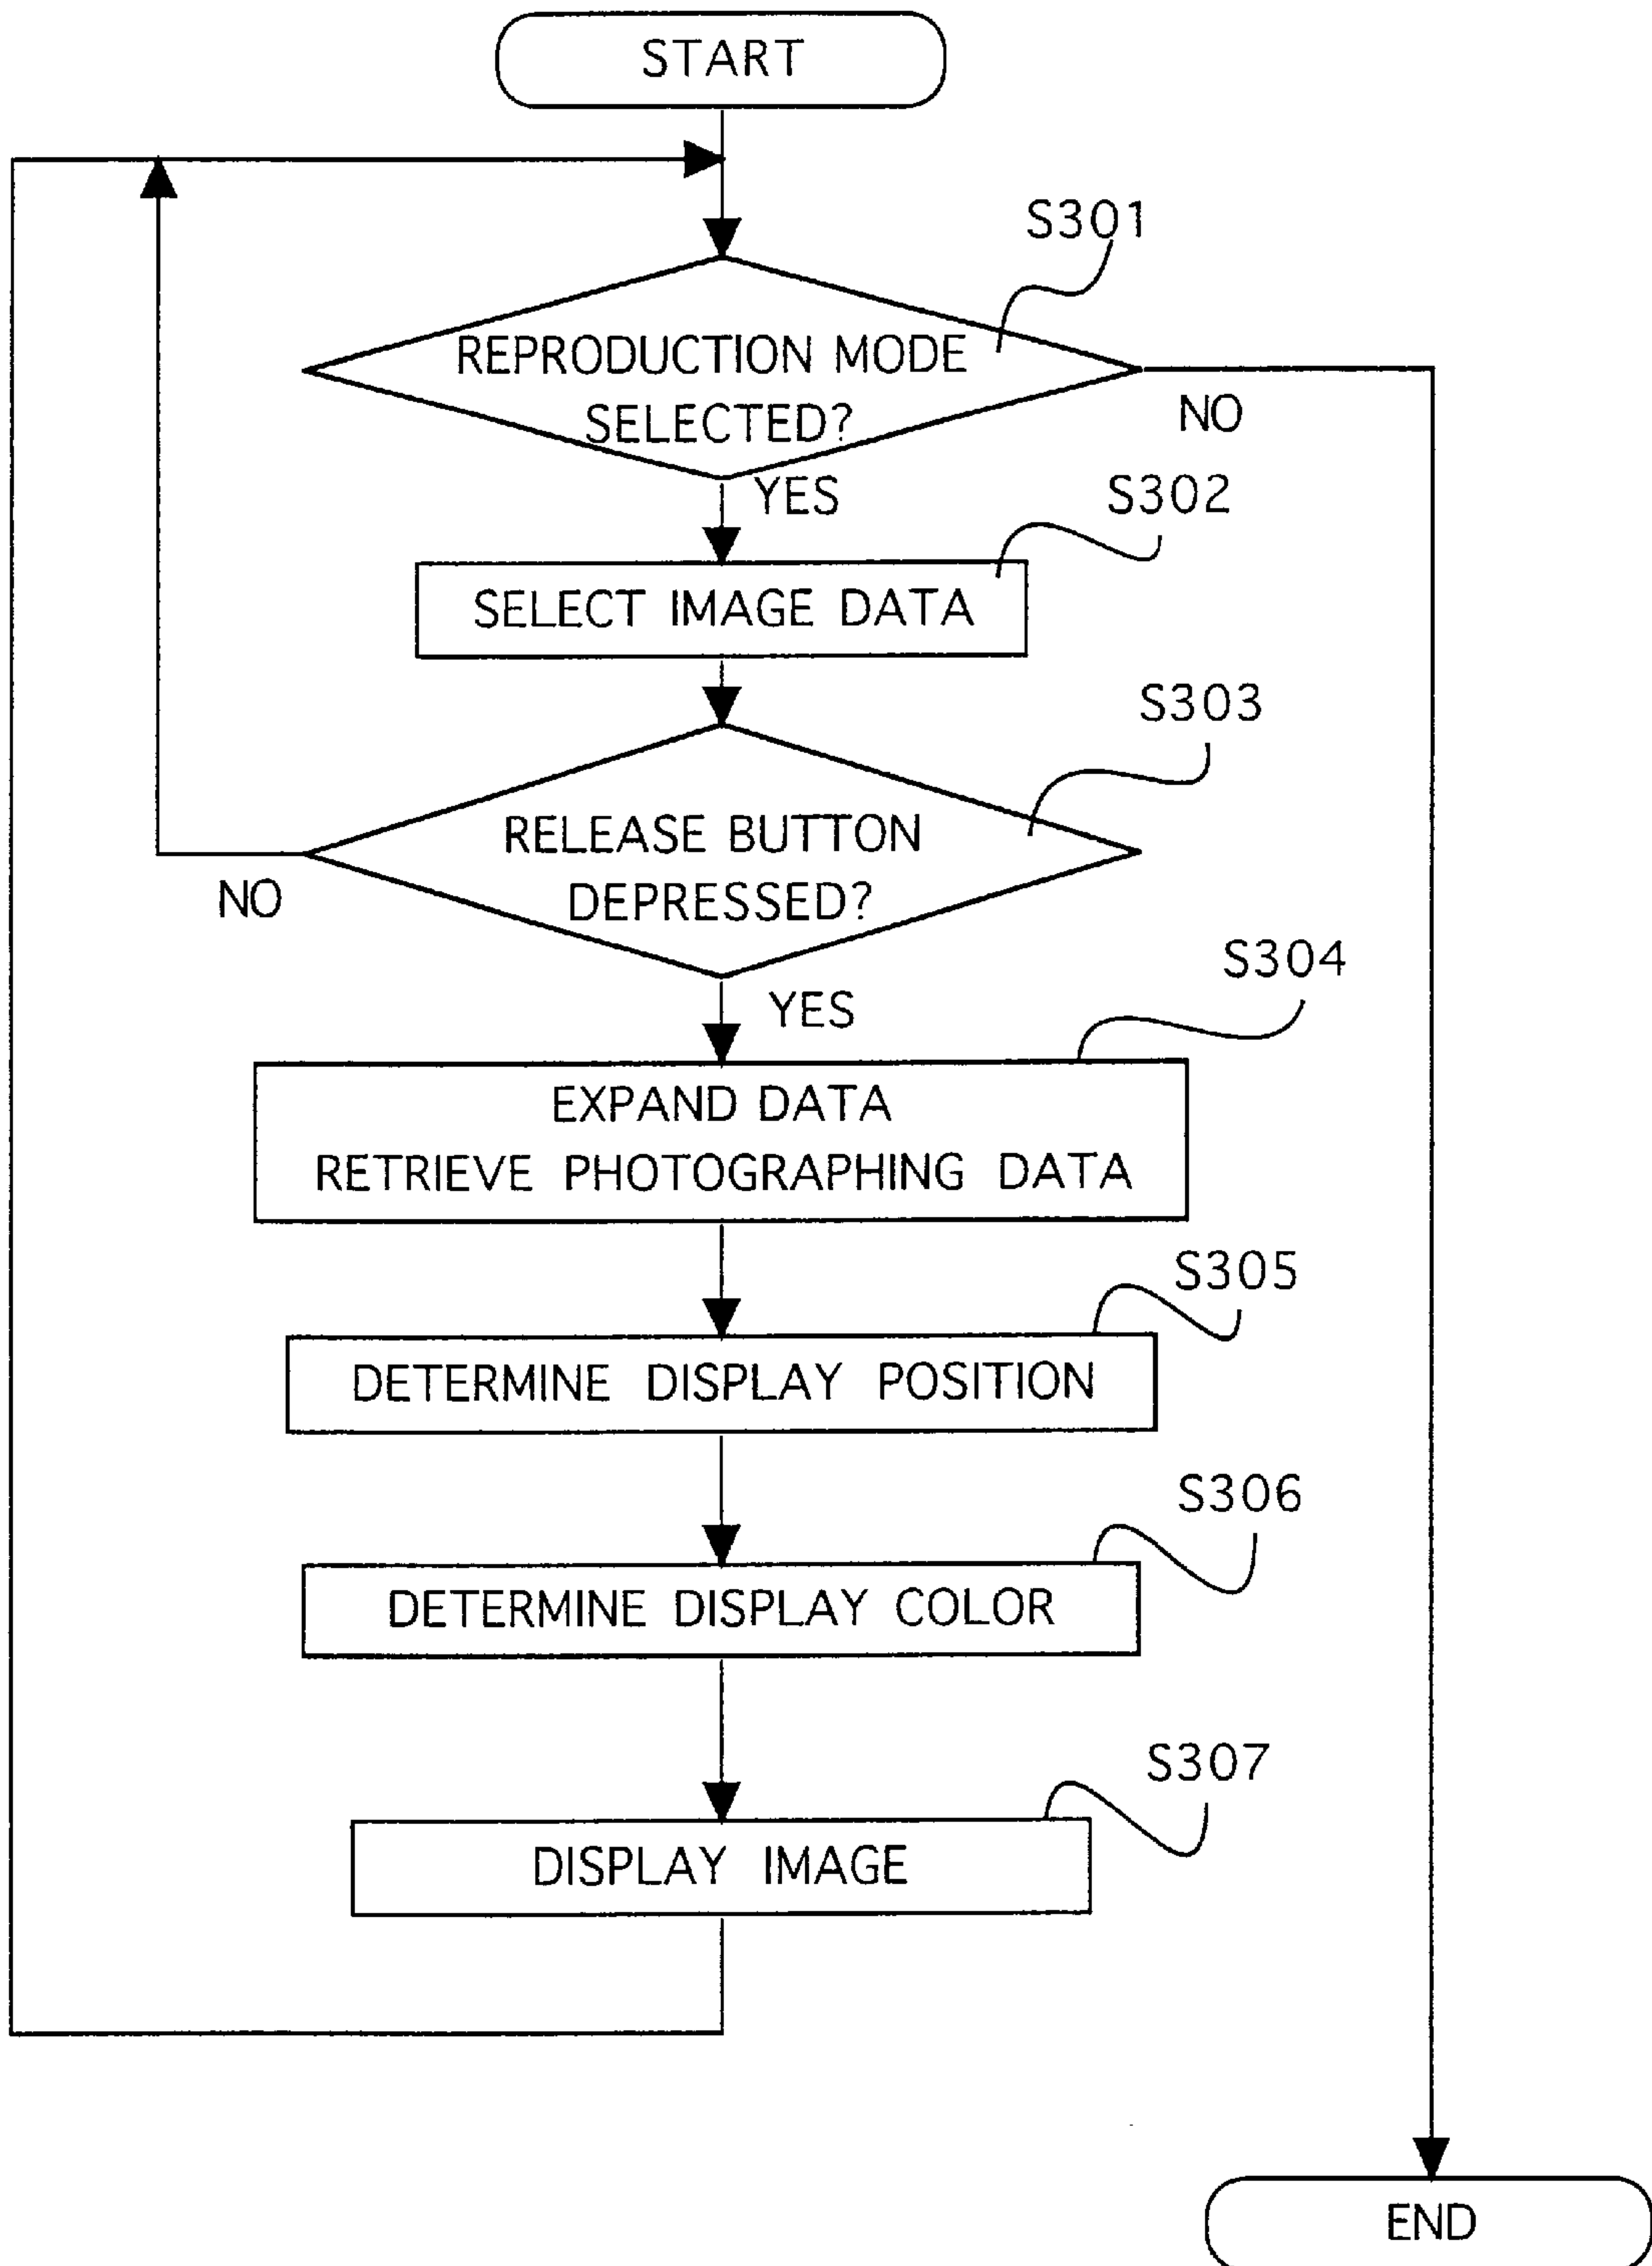 START
S301
REPRODUCTION MODE
SELECTED?
NO
YES
S302
SELECT IMAGE DATA
S303
RELEASE BUTTON
DEPRESSED?
NO
YES
S304
EXPAND DATA
RETRIEVE PHOTOGRAPHING DATA
S305
DETERMINE DISPLAY POSITION
S306
DETERMINE DISPLAY COLOR
S307
DISPLAY IMAGE
END